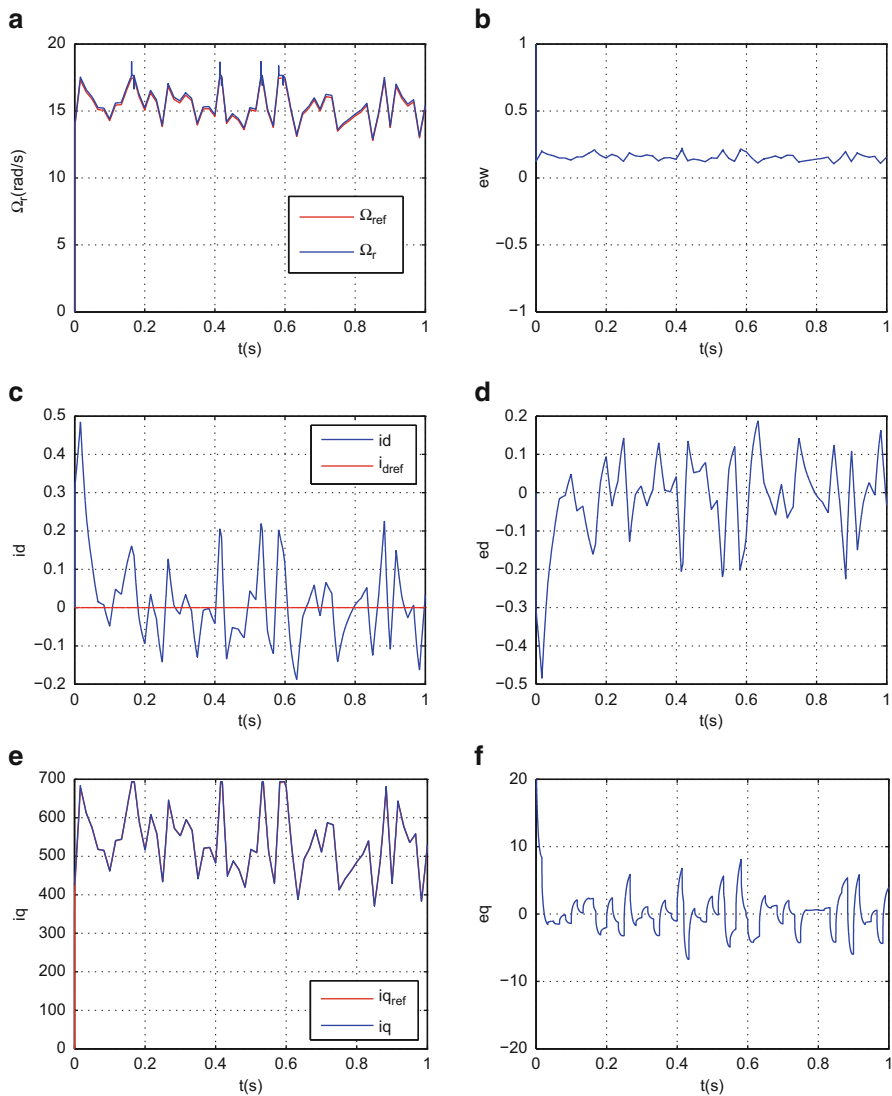 a
20
15
10
5
0
Ωr(rad/s)
Ωref
Ωr
0 0.2 0.4 0.6 0.8 1
t(s)
b
1
0.5
0
−0.5
−1
ew
0 0.2 0.4 0.6 0.8 1
t(s)
c
0.5
0.4
0.3
0.2
0.1
0
−0.1
−0.2
id
id
idref
0 0.2 0.4 0.6 0.8 1
t(s)
d
0.2
0.1
0
−0.1
−0.2
−0.3
−0.4
−0.5
ed
0 0.2 0.4 0.6 0.8 1
t(s)
e
700
600
500
400
300
200
100
0
iq
iqref
iq
0 0.2 0.4 0.6 0.8 1
t(s)
f
20
10
0
−10
−20
eq
0 0.2 0.4 0.6 0.8 1
t(s)